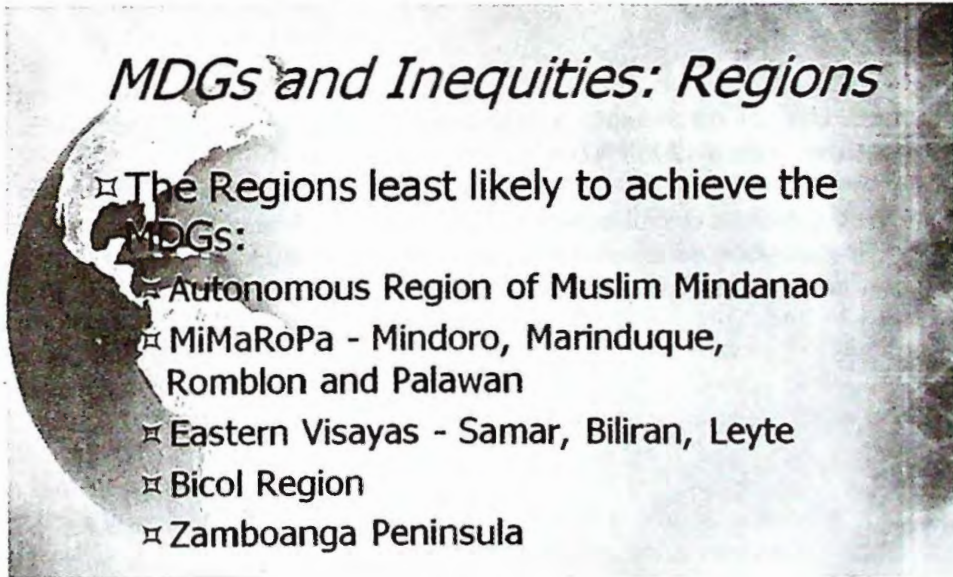 MDGs and Inequities: Regions
¤ The Regions least likely to achieve the
MDGs:
¤ Autonomous Region of Muslim Mindanao
¤ MiMaRoPa - Mindoro, Marinduque,
Romblon and Palawan
¤ Eastern Visayas - Samar, Biliran, Leyte
¤ Bicol Region
¤ Zamboanga Peninsula